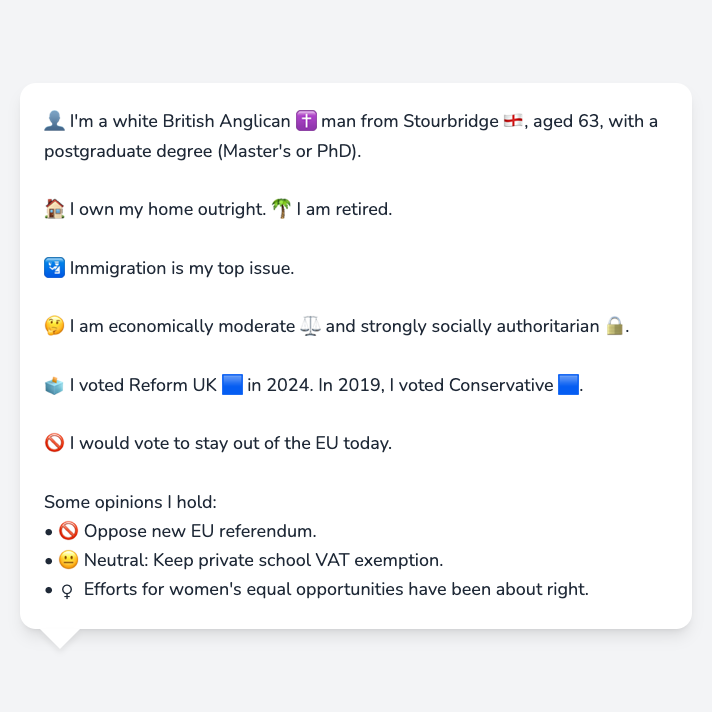 👤 I'm a white British Anglican ✝️ man from Stourbridge 🏴󠁧󠁢󠁥󠁮󠁧󠁿, aged 63, with a
postgraduate degree (Master's or PhD).
🏠 I own my home outright. 🌴 I am retired.
🛂 Immigration is my top issue.
🤔 I am economically moderate ⚖️ and strongly socially authoritarian 🔒.
🗳️ I voted Reform UK 🟦 in 2024. In 2019, I voted Conservative 🟦.
🚫 I would vote to stay out of the EU today.
Some opinions I hold:
• 🚫 Oppose new EU referendum.
• 😐 Neutral: Keep private school VAT exemption.
• ♀ Efforts for women's equal opportunities have been about right.